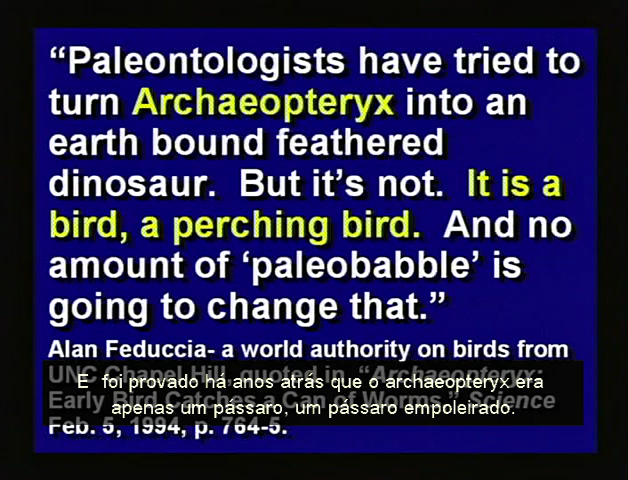 “Paleontologists have tried to
turn Archaeopteryx into an
earth bound feathered
dinosaur. But it’s not. It is a
bird, a perching bird. And no
amount of ‘paleobabble’ is
going to change that.”
Alan Feduccia- a world authority on birds from
UNC Chapel Hill, quoted in, “Archaeopteryx:
Early Bird Catches a Can of Worms,” Science
Feb. 5, 1994, p. 764-5.
E foi provado há anos atrás que o archaeopteryx era
apenas um pássaro, um pássaro empoleirado.